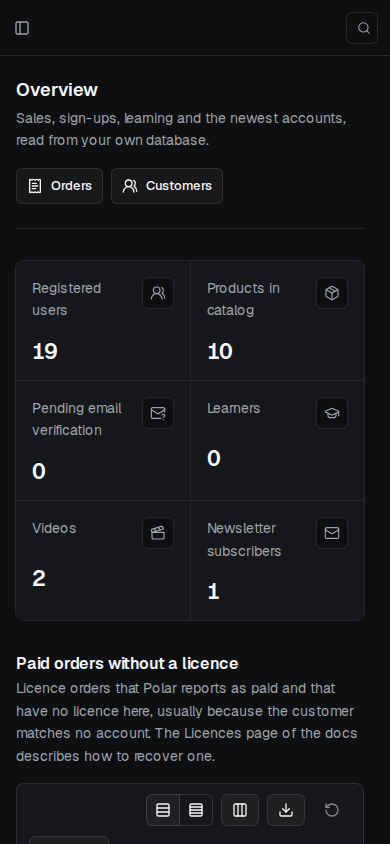 Overview
Sales, sign-ups, learning and the newest accounts,
read from your own database.
Orders
Customers
Registered
users
19
Products in
catalog
10
Pending email
verification
0
Learners
0
Videos
2
Newsletter
subscribers
1
Paid orders without a licence
Licence orders that Polar reports as paid and that
have no licence here, usually because the customer
matches no account. The Licences page of the docs
describes how to recover one.